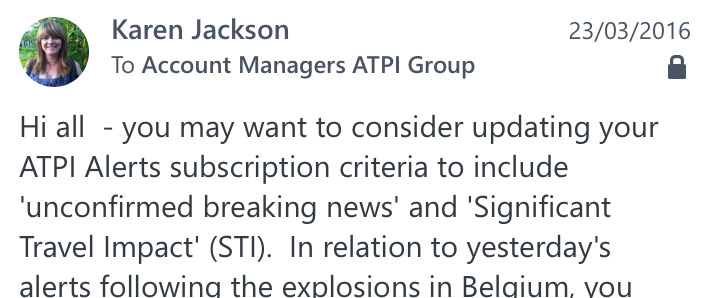 Karen Jackson
23/03/2016
To Account Managers ATPI Group
Hi all  - you may want to consider updating your
ATPI Alerts subscription criteria to include
'unconfirmed breaking news' and 'Significant
Travel Impact' (STI).  In relation to yesterday's
alerts following the explosions in Belgium, you